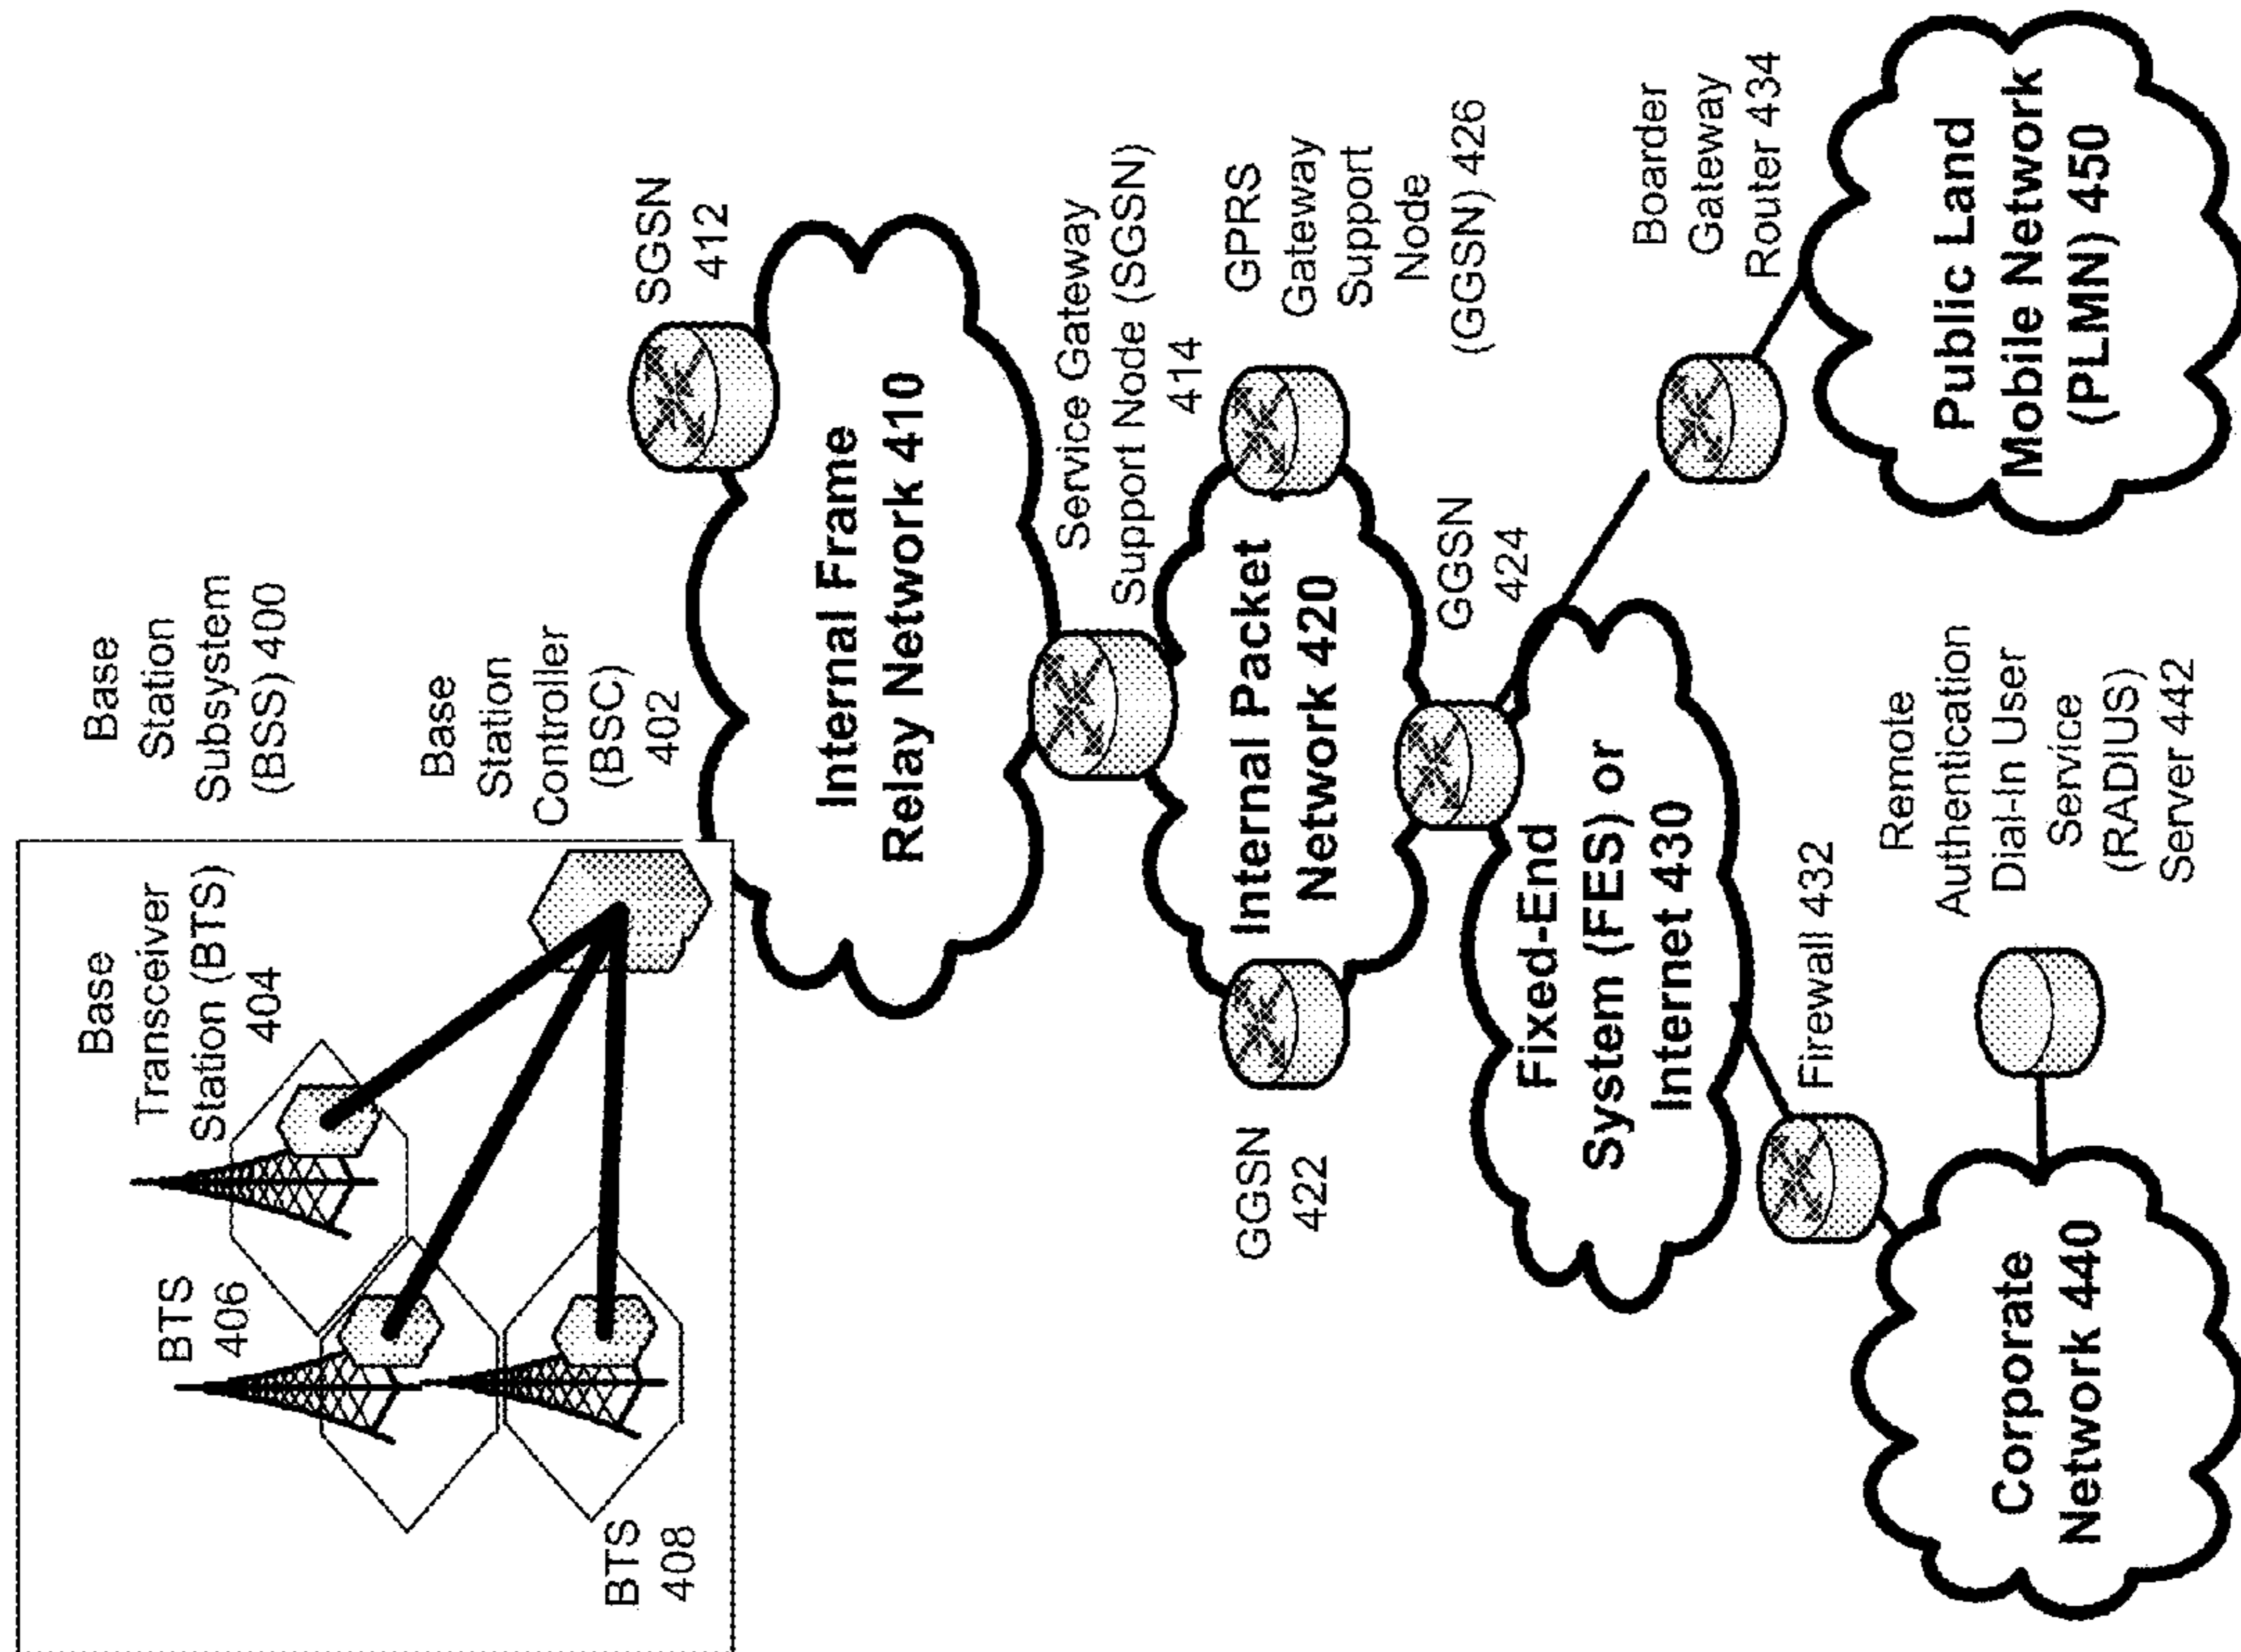 Base
Station
Subsystem
(BSS) 400
Base
Transceiver
Station (BTS)
404
BTS
406
BTS
408
Base
Station
Controller
(BSC)
402
SGSN
412
Internal Frame
Relay Network 410
Service Gateway
Support Node (SGSN)
414
GPRS
Gateway
Support
Node
(GGSN) 426
Internal Packet
Network 420
GGSN
422
GGSN
424
Fixed-End
System (FES) or
Internet 430
Boarder
Gateway
Router 434
Public Land
Mobile Network
(PLMN) 450
Firewall 432
Remote
Authentication
Dial-In User
Service
(RADIUS)
Server 442
Corporate
Network 440